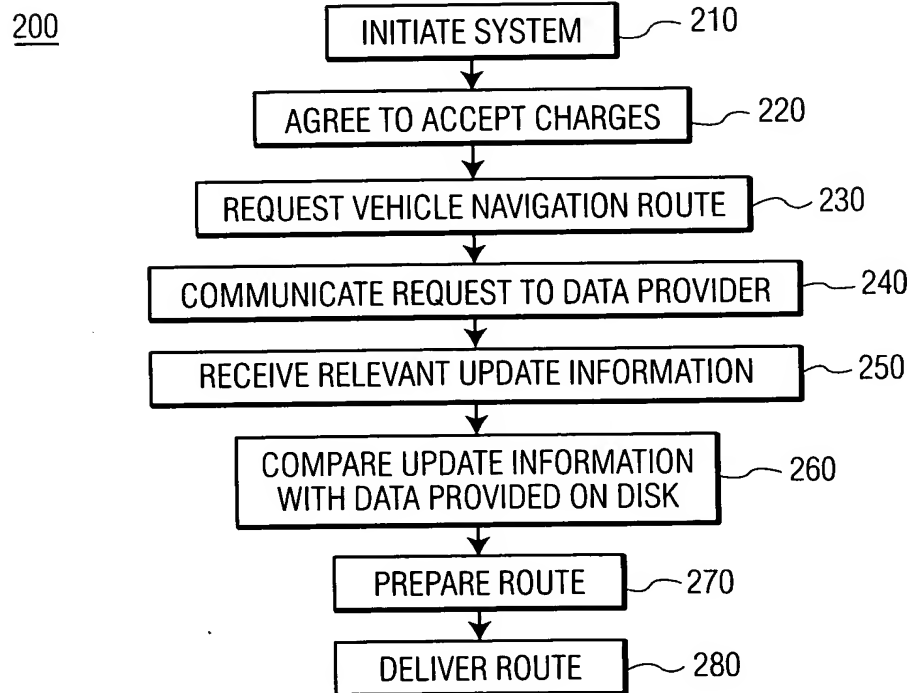 200
INITIATE SYSTEM 210
AGREE TO ACCEPT CHARGES 220
REQUEST VEHICLE NAVIGATION ROUTE 230
COMMUNICATE REQUEST TO DATA PROVIDER 240
RECEIVE RELEVANT UPDATE INFORMATION 250
COMPARE UPDATE INFORMATION
WITH DATA PROVIDED ON DISK 260
PREPARE ROUTE 270
DELIVER ROUTE 280